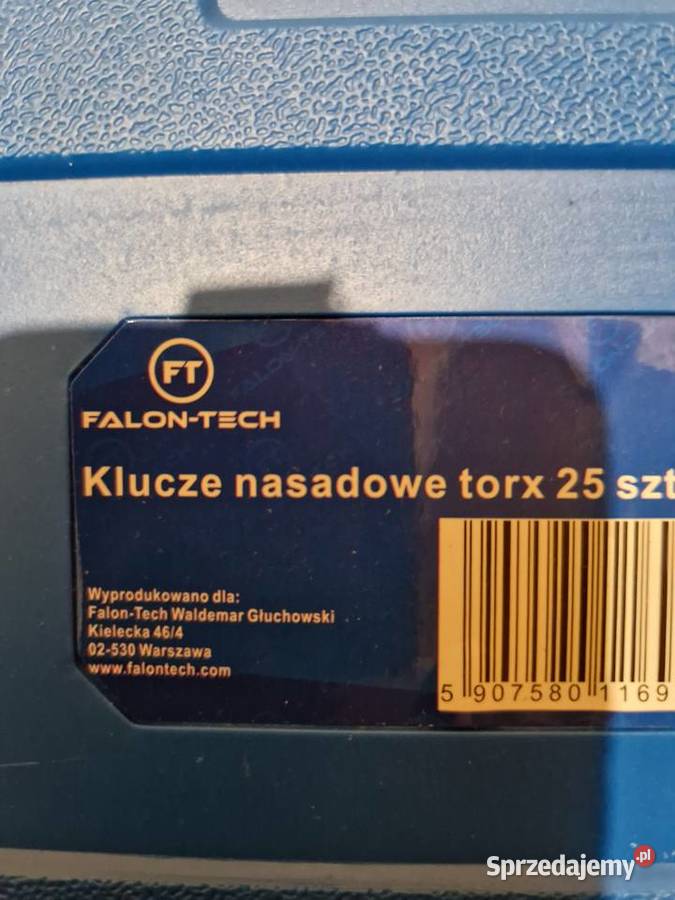 FT
FALON-TECH
Klucze nasadowe torx 25 szt
Wyprodukowano dla:
Falon-Tech Waldemar Głuchowski
Kielecka 46/4
02-530 Warszawa
www.falontech.com
5 907580 1169
Sprzedajemy.pl